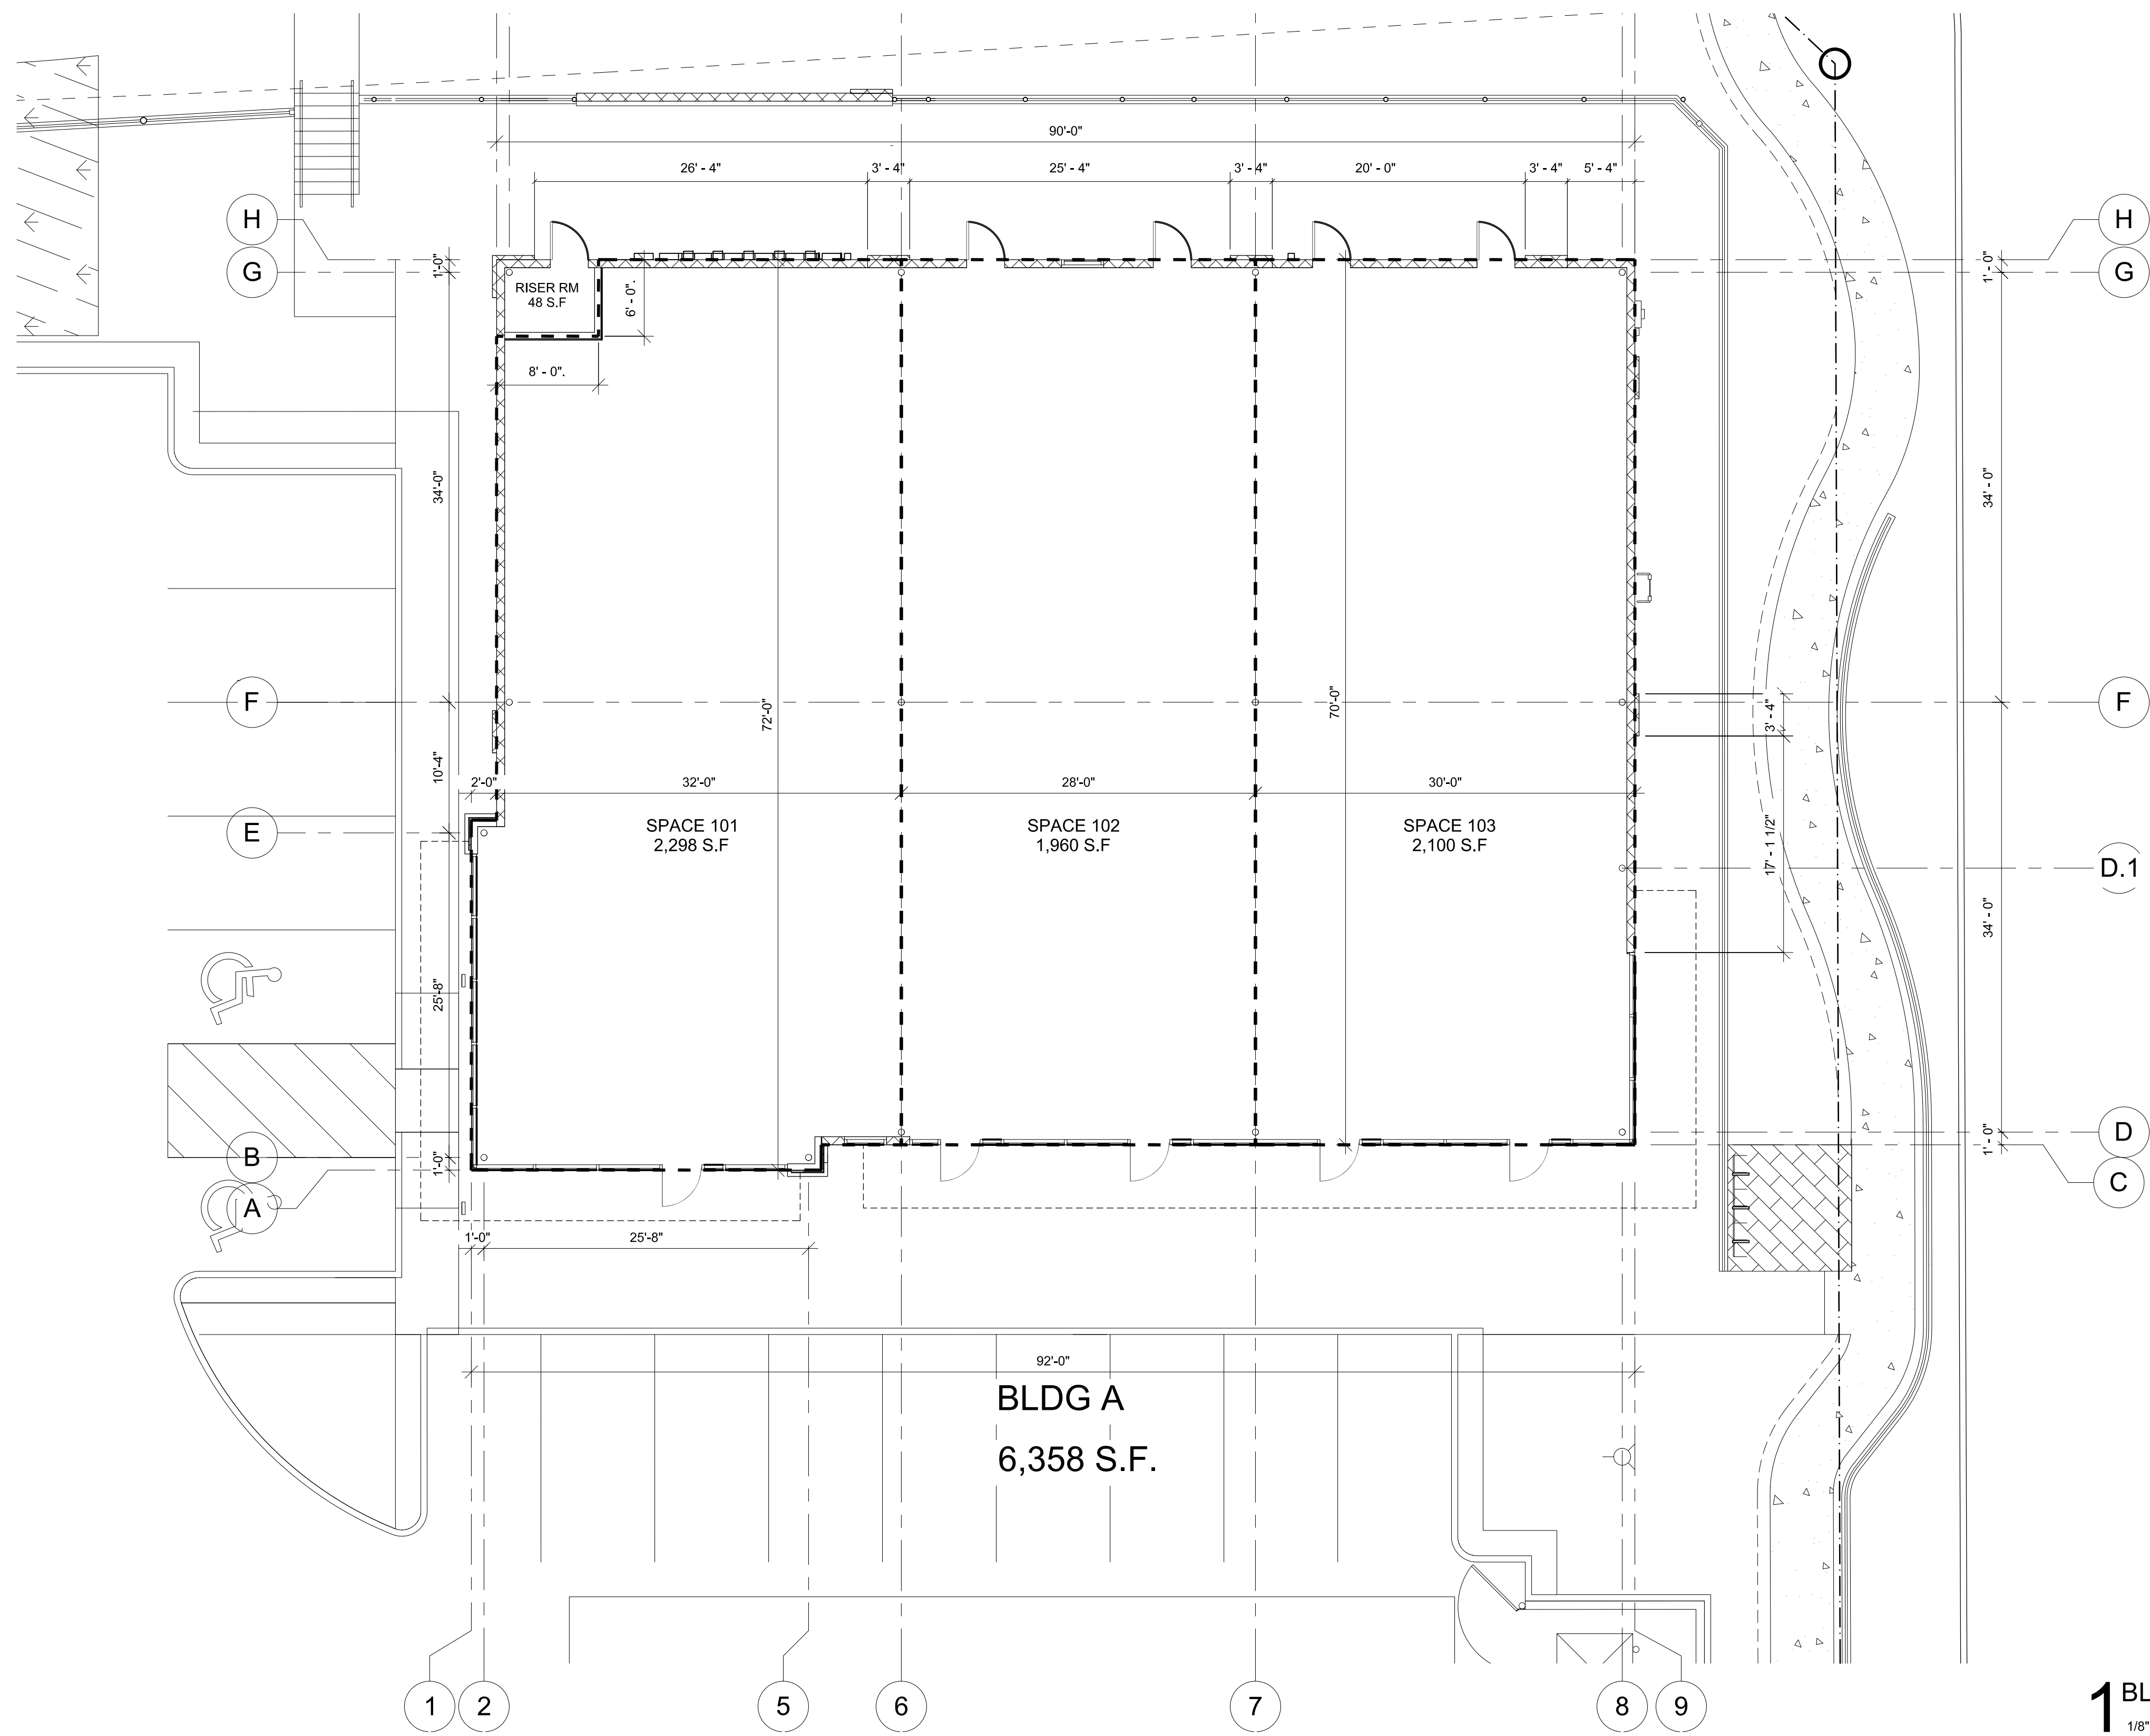 90'-0"
26' - 4"
3' - 4"
25' - 4"
3' - 4"
20' - 0"
3' - 4"
5' - 4"
H
H
G
G
1'-0"
1' - 0"
RISER RM
48 S.F
6' - 0".
8' - 0".
34'-0"
34' - 0"
F
F
72'-0"
70'-0"
3' - 4"
10'-4"
2'-0"
32'-0"
28'-0"
30'-0"
E
SPACE 101
2,298 S.F
SPACE 102
1,960 S.F
SPACE 103
2,100 S.F
17' - 1 1/2"
D.1
34' - 0"
25'-8"
B
D
1'-0"
1' - 0"
A
C
1'-0"
25'-8"
92'-0"
BLDG A
6,358 S.F.
1
2
5
6
7
8
9
1
BL
1/8"